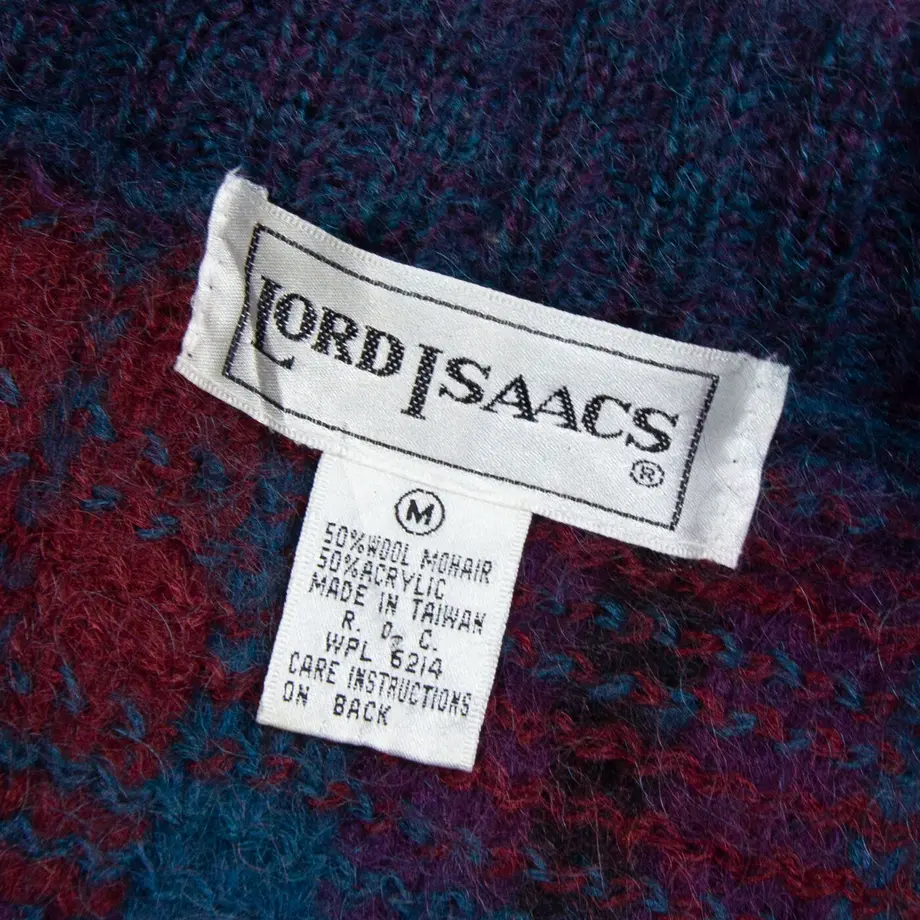 LORD ISAACS
®
M
50% WOOL MOHAIR
50% ACRYLIC
MADE IN TAIWAN
R. O. C.
WPL 6214
CARE INSTRUCTIONS
ON BACK